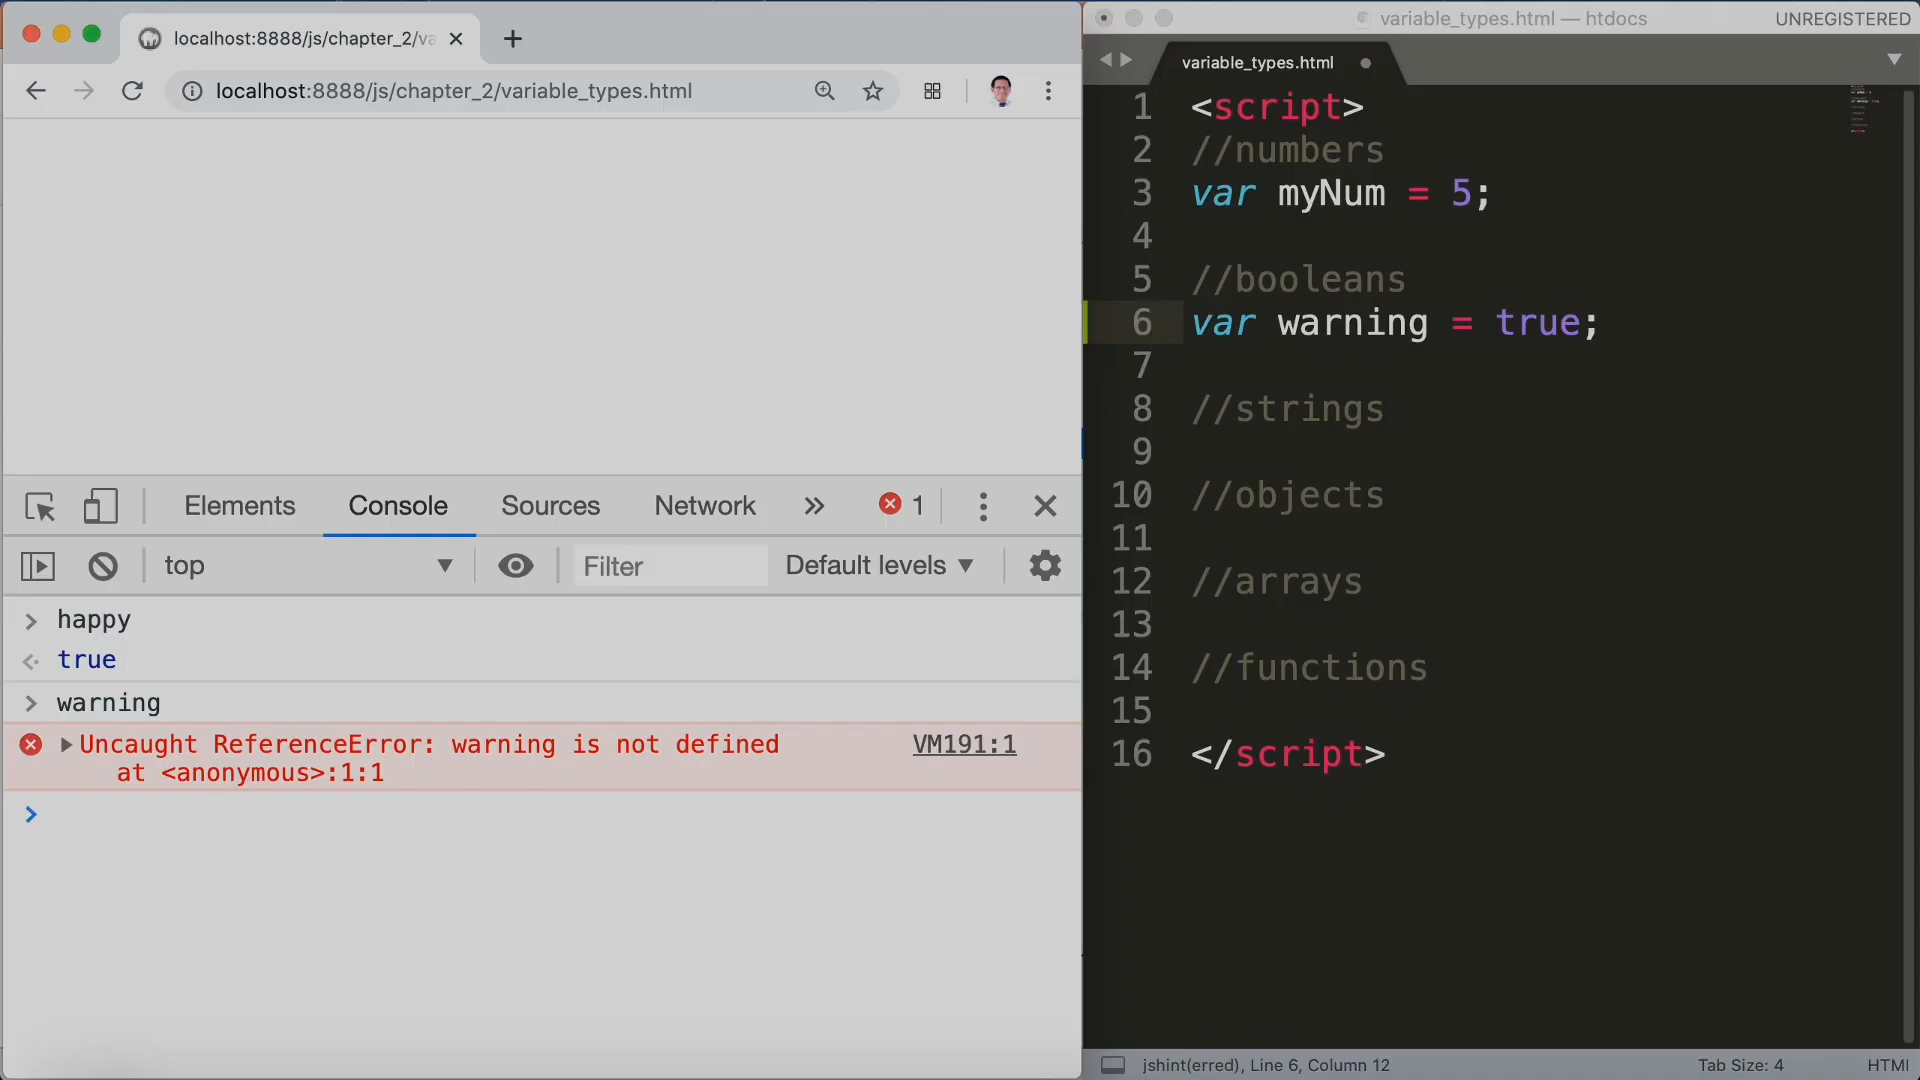 localhost:8888/js/chapter_2/va
localhost:8888/js/chapter_2/variable_types.html
Elements Console Sources Network 1
top Filter Default levels
happy
true
warning
Uncaught ReferenceError: warning is not defined VM191:1
at <anonymous>:1:1
variable_types.html — htdocs UNREGISTERED
variable_types.html
1 <script>
2 //numbers
3 var myNum = 5;
4
5 //booleans
6 var warning = true;
7
8 //strings
9
10 //objects
11
12 //arrays
13
14 //functions
15
16 </script>
jshint(erred), Line 6, Column 12 Tab Size: 4 HTML